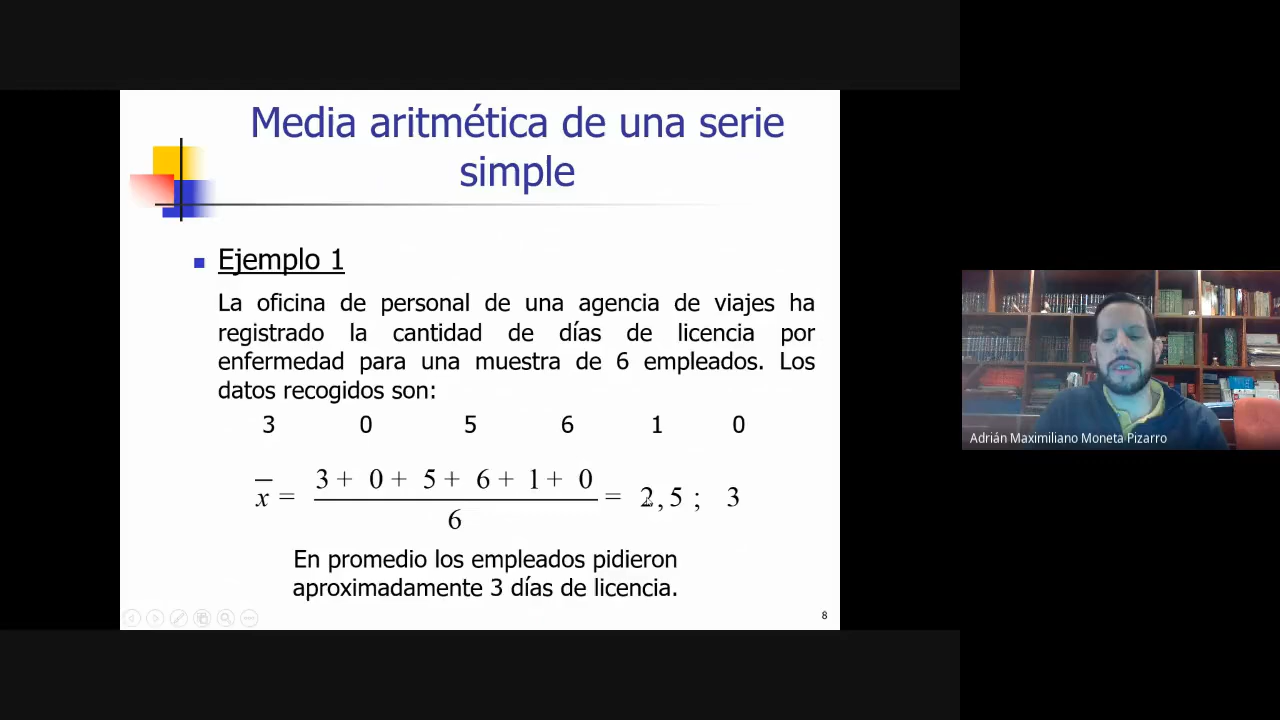 Media aritmética de una serie
simple
Ejemplo 1
La oficina de personal de una agencia de viajes ha
registrado la cantidad de días de licencia por
enfermedad para una muestra de 6 empleados. Los
datos recogidos son:
3 0 5 6 1 0
x̄ = (3 + 0 + 5 + 6 + 1 + 0) / 6 = 2,5 ; 3
En promedio los empleados pidieron
aproximadamente 3 días de licencia.
8
Adrián Maximiliano Moneta Pizarro